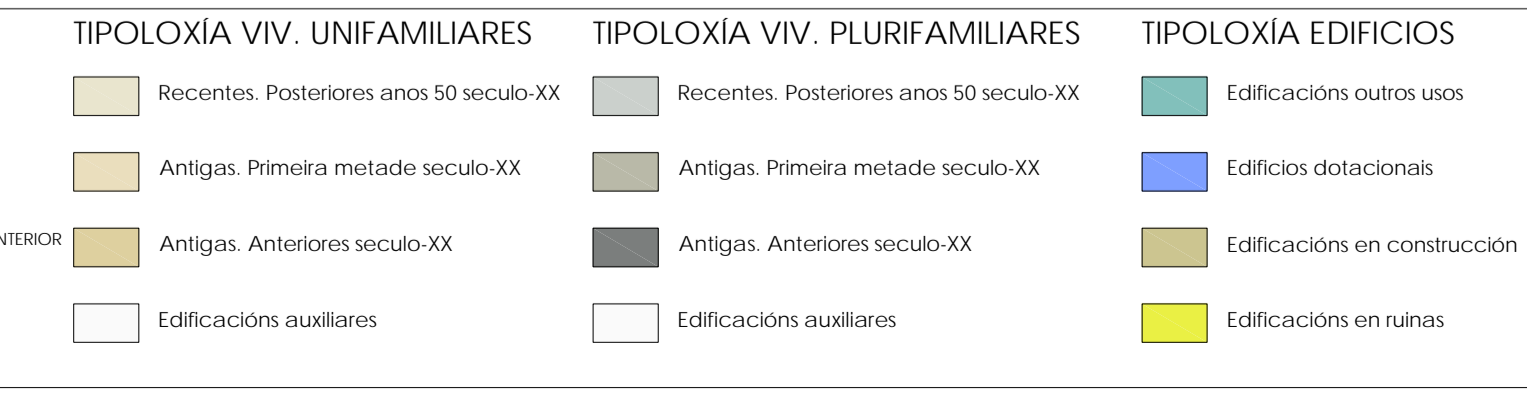 TIPOLOXÍA VIV. UNIFAMILIARES
Recentes. Posteriores anos 50 seculo-XX
Antigas. Primeira metade seculo-XX
Antigas. Anteriores seculo-XX
Edificacións auxiliares
TIPOLOXÍA VIV. PLURIFAMILIARES
Recentes. Posteriores anos 50 seculo-XX
Antigas. Primeira metade seculo-XX
Antigas. Anteriores seculo-XX
Edificacións auxiliares
TIPOLOXÍA EDIFICIOS
Edificacións outros usos
Edificios dotacionais
Edificacións en construcción
Edificacións en ruinas